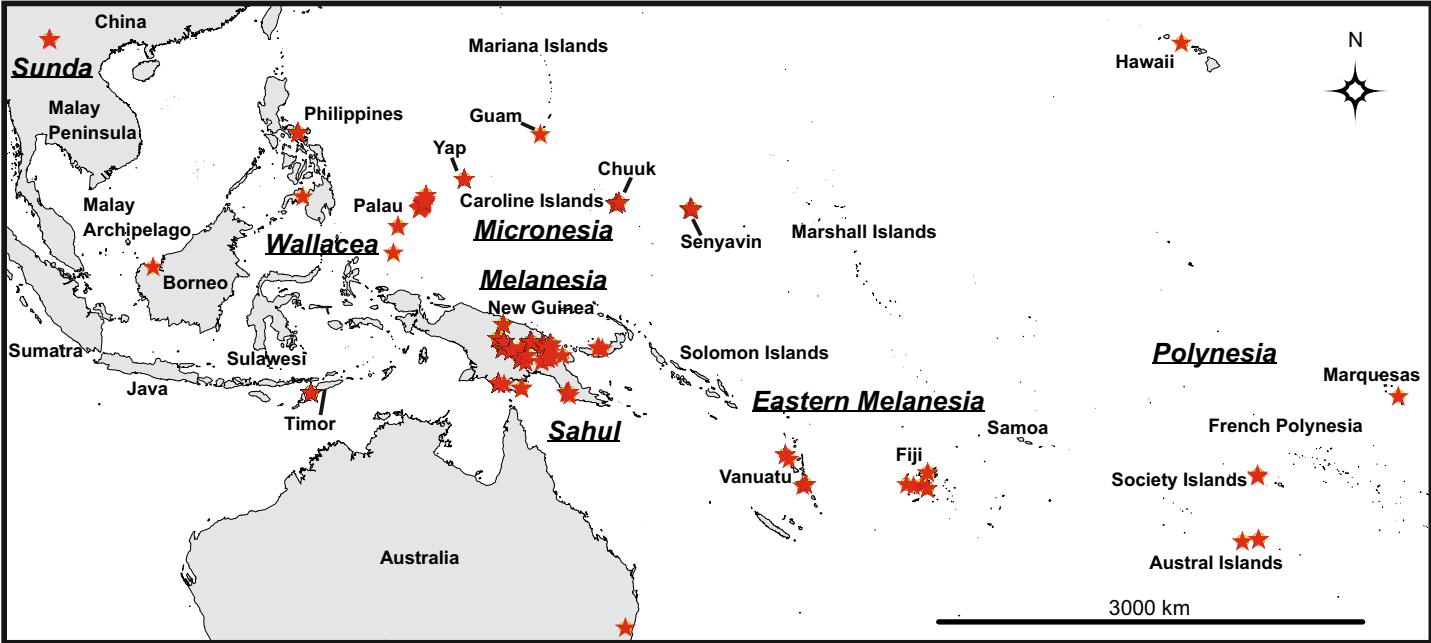 China
Mariana Islands
N
Hawaii
Sunda
Malay
Peninsula
Philippines
Guam
Yap
Chuuk
Malay
Archipelago
Palau
Caroline Islands
Wallacea
Micronesia
Senyavin
Marshall Islands
Borneo
Melanesia
New Guinea
Sumatra
Sulawesi
Solomon Islands
Polynesia
Java
Marquesas
Timor
Eastern Melanesia
Sahul
Samoa
French Polynesia
Fiji
Vanuatu
Society Islands
Australia
Austral Islands
3000 km